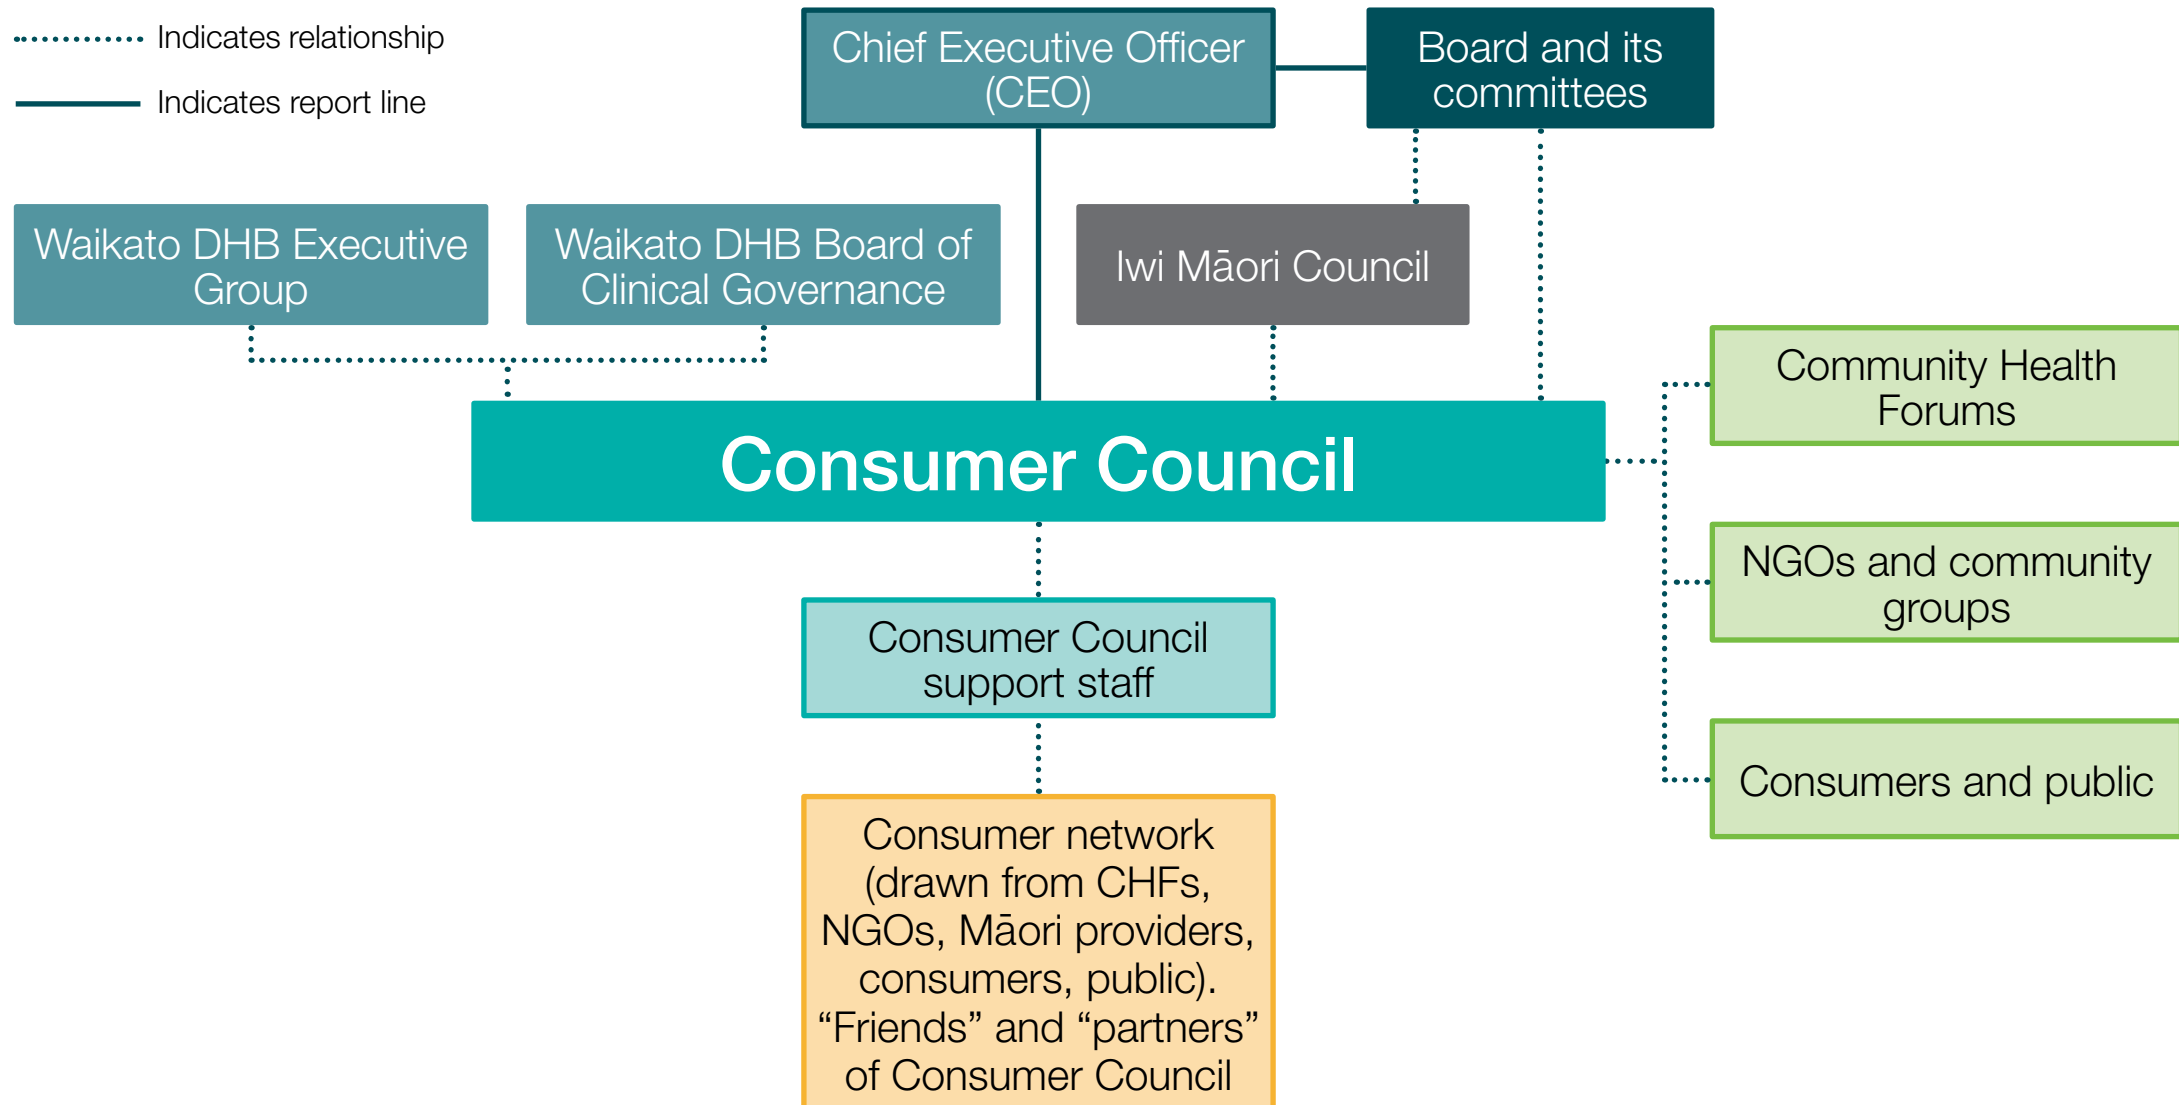 Indicates relationship
Indicates report line
Chief Executive Officer
(CEO)
Board and its
committees
Waikato DHB Executive
Group
Waikato DHB Board of
Clinical Governance
Iwi Māori Council
Consumer Council
Community Health
Forums
NGOs and community
groups
Consumers and public
Consumer Council
support staff
Consumer network
(drawn from CHFs,
NGOs, Māori providers,
consumers, public).
“Friends” and “partners”
of Consumer Council